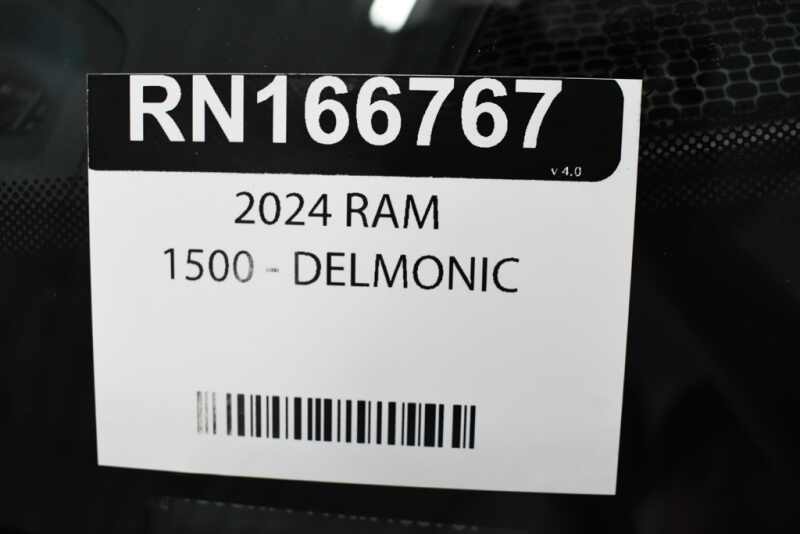 RN166767
v 4.0
2024 RAM
1500 - DELMONIC